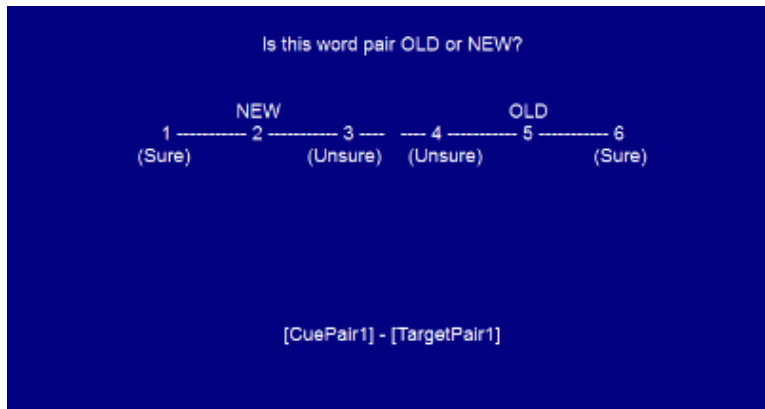 Is this word pair OLD or NEW?
NEW OLD
1 ----------- 2 ----------- 3 ---- ---- 4 ----------- 5 ----------- 6
(Sure) (Unsure) (Unsure) (Sure)
[CuePair1] - [TargetPair1]